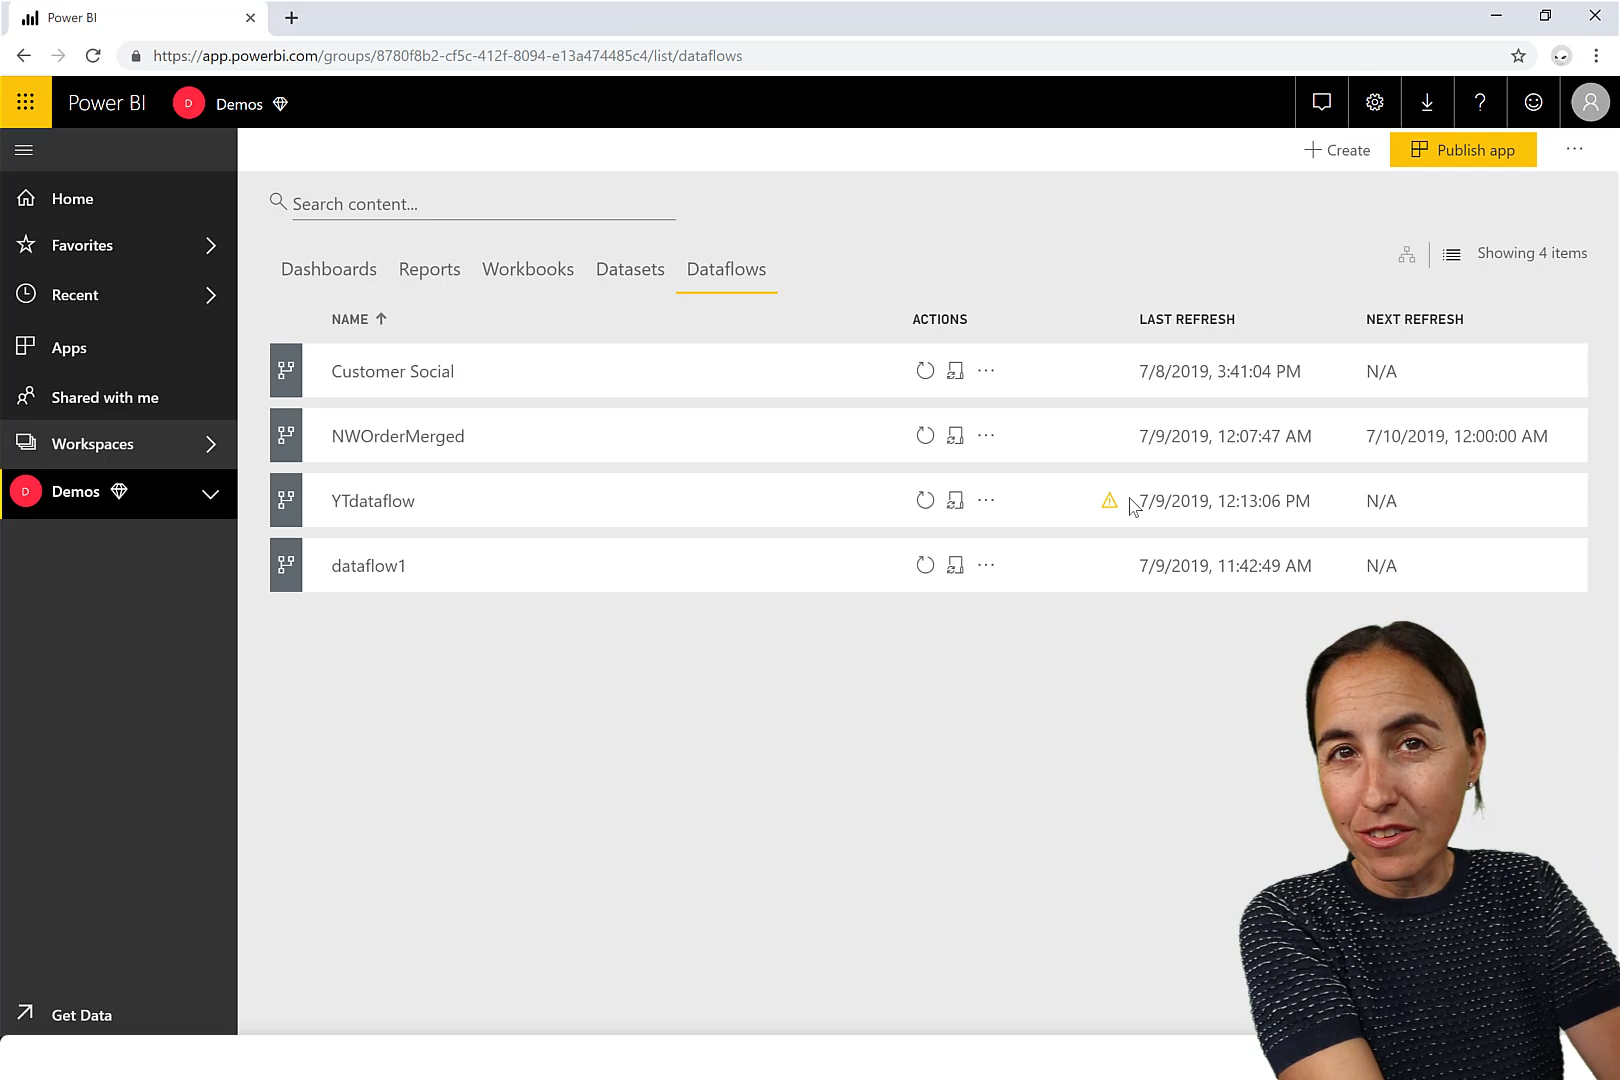 Power BI
https://app.powerbi.com/groups/8780f8b2-cf5c-412f-8094-e13a474485c4/list/dataflows
Power BI D Demos ?
Create Publish app ...
Home
Favorites
Recent
Apps
Shared with me
Workspaces
D Demos
Get Data
Search content...
Dashboards Reports Workbooks Datasets Dataflows
Showing 4 items
NAME ACTIONS LAST REFRESH NEXT REFRESH
Customer Social ... 7/8/2019, 3:41:04 PM N/A
NWOrderMerged ... 7/9/2019, 12:07:47 AM 7/10/2019, 12:00:00 AM
YTdataflow ... 7/9/2019, 12:13:06 PM N/A
dataflow1 ... 7/9/2019, 11:42:49 AM N/A